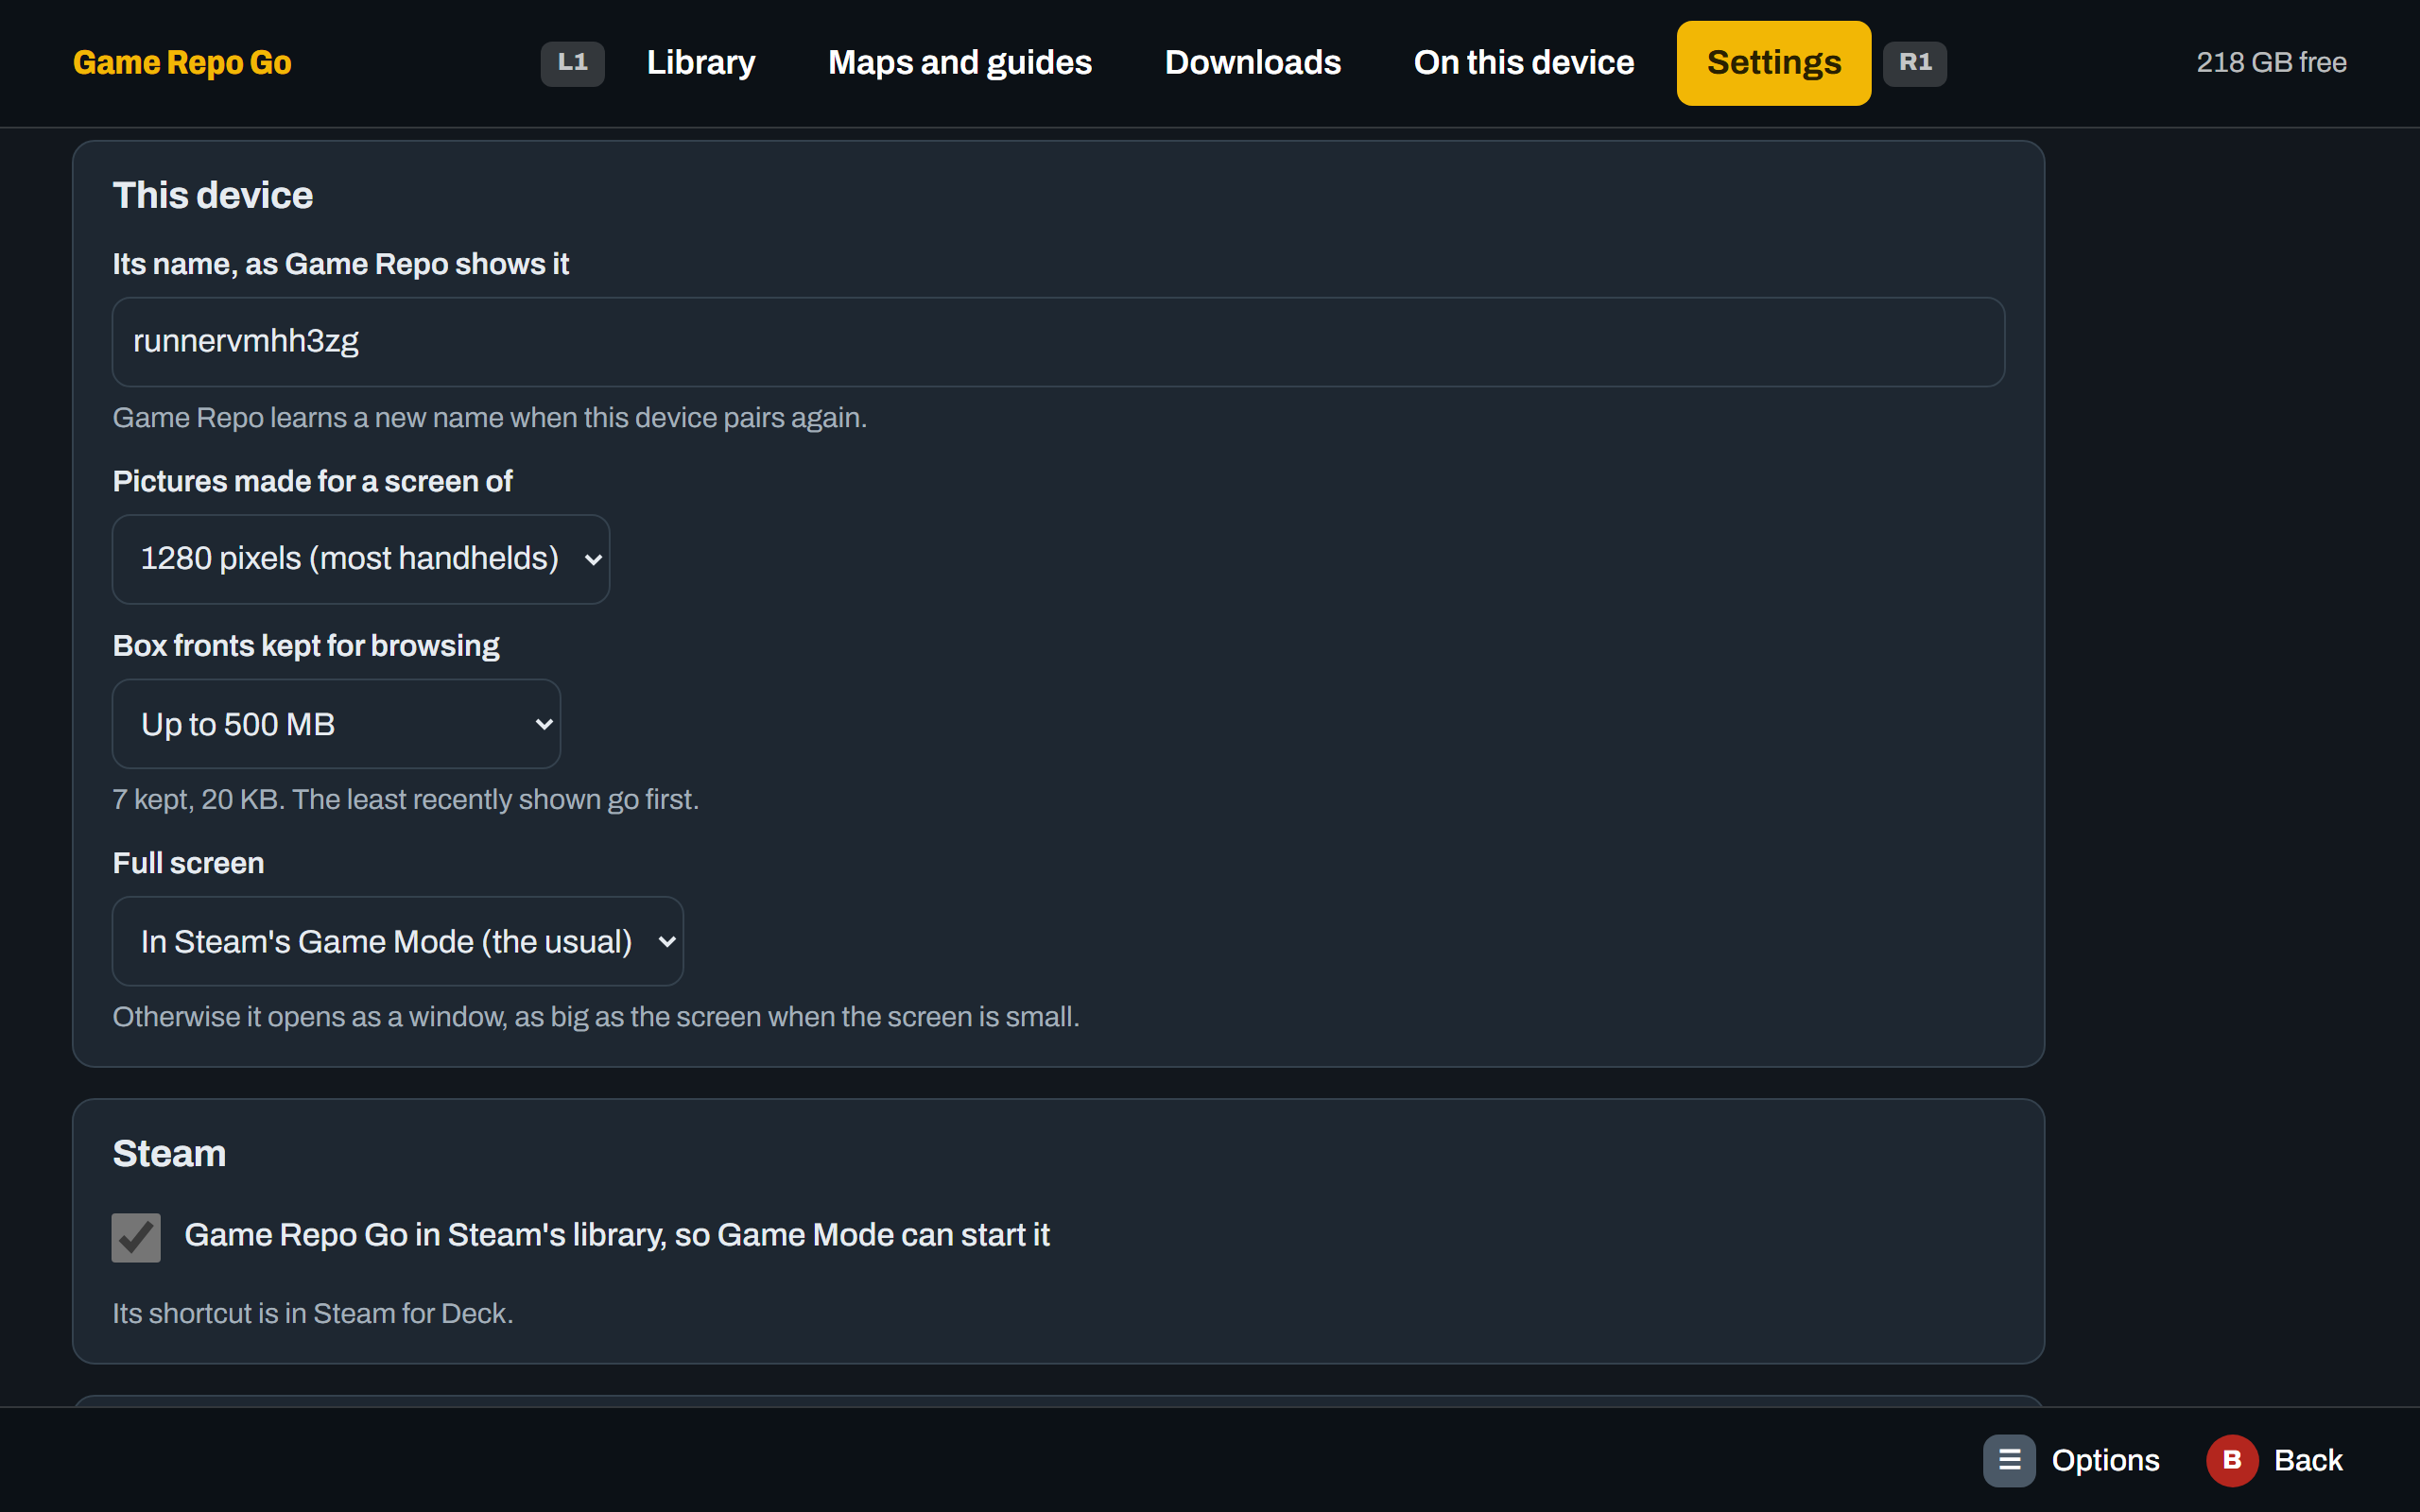 Game Repo Go
L1
Library
Maps and guides
Downloads
On this device
Settings
R1
218 GB free
This device
Its name, as Game Repo shows it
runnervmhh3zg
Game Repo learns a new name when this device pairs again.
Pictures made for a screen of
1280 pixels (most handhelds)
Box fronts kept for browsing
Up to 500 MB
7 kept, 20 KB. The least recently shown go first.
Full screen
In Steam's Game Mode (the usual)
Otherwise it opens as a window, as big as the screen when the screen is small.
Steam
Game Repo Go in Steam's library, so Game Mode can start it
Its shortcut is in Steam for Deck.
Options
B
Back